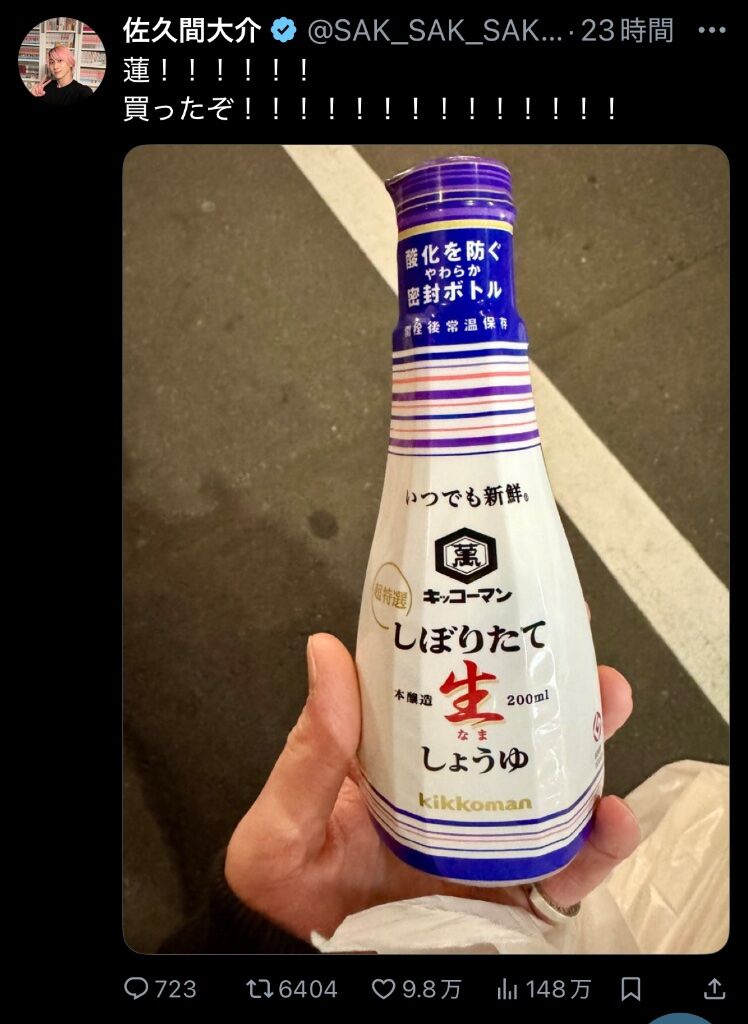 佐久間大介 @SAK_SAK_SAK...・23時間
蓮！！！！！！
買ったぞ！！！！！！！！！！！！！！
酸化を防ぐ
やわらか
密封ボトル
開栓後常温保存
いつでも新鮮®
萬
キッコーマン
超特選
しぼりたて
本醸造 生 200ml
なま
しょうゆ
kikkoman
723 6404 9.8万 148万